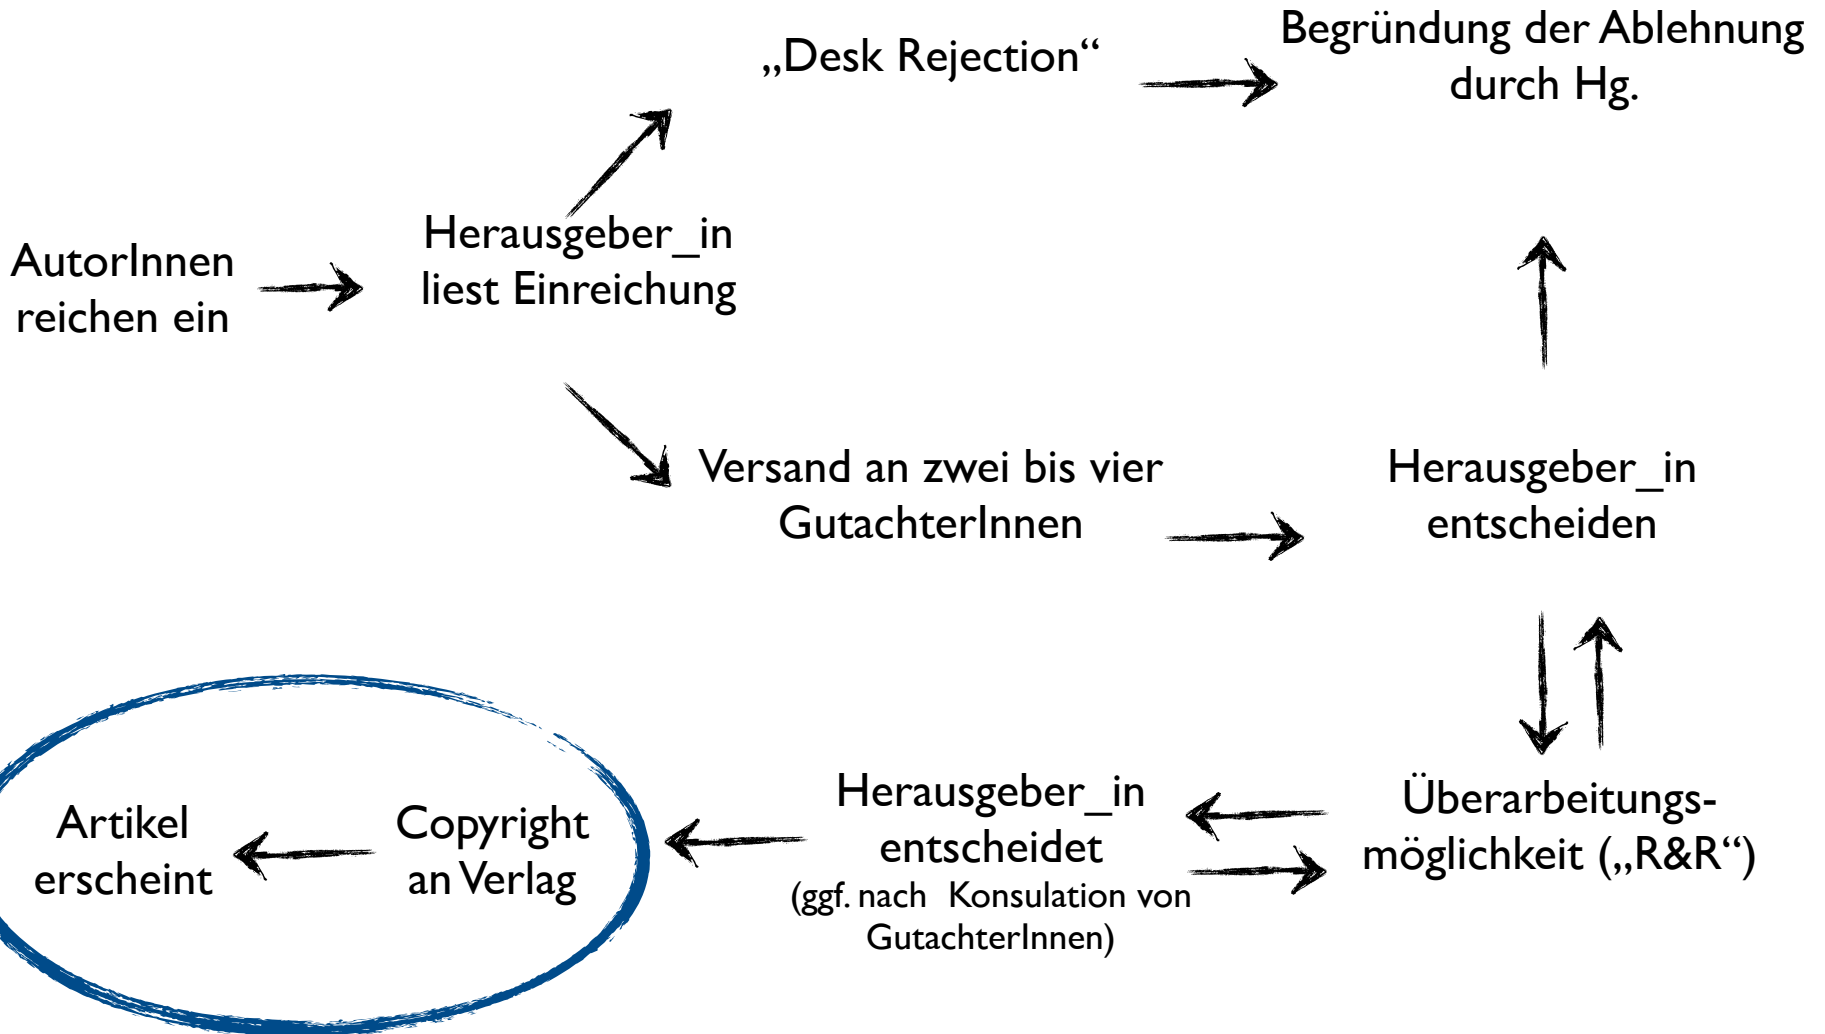 „Desk Rejection“
Begründung der Ablehnung
durch Hg.
AutorInnen
reichen ein
Herausgeber_in
liest Einreichung
Versand an zwei bis vier
GutachterInnen
Herausgeber_in
entscheiden
Überarbeitungs-
möglichkeit („R&R“)
Herausgeber_in
entscheidet
(ggf. nach Konsulation von
GutachterInnen)
Copyright
an Verlag
Artikel
erscheint